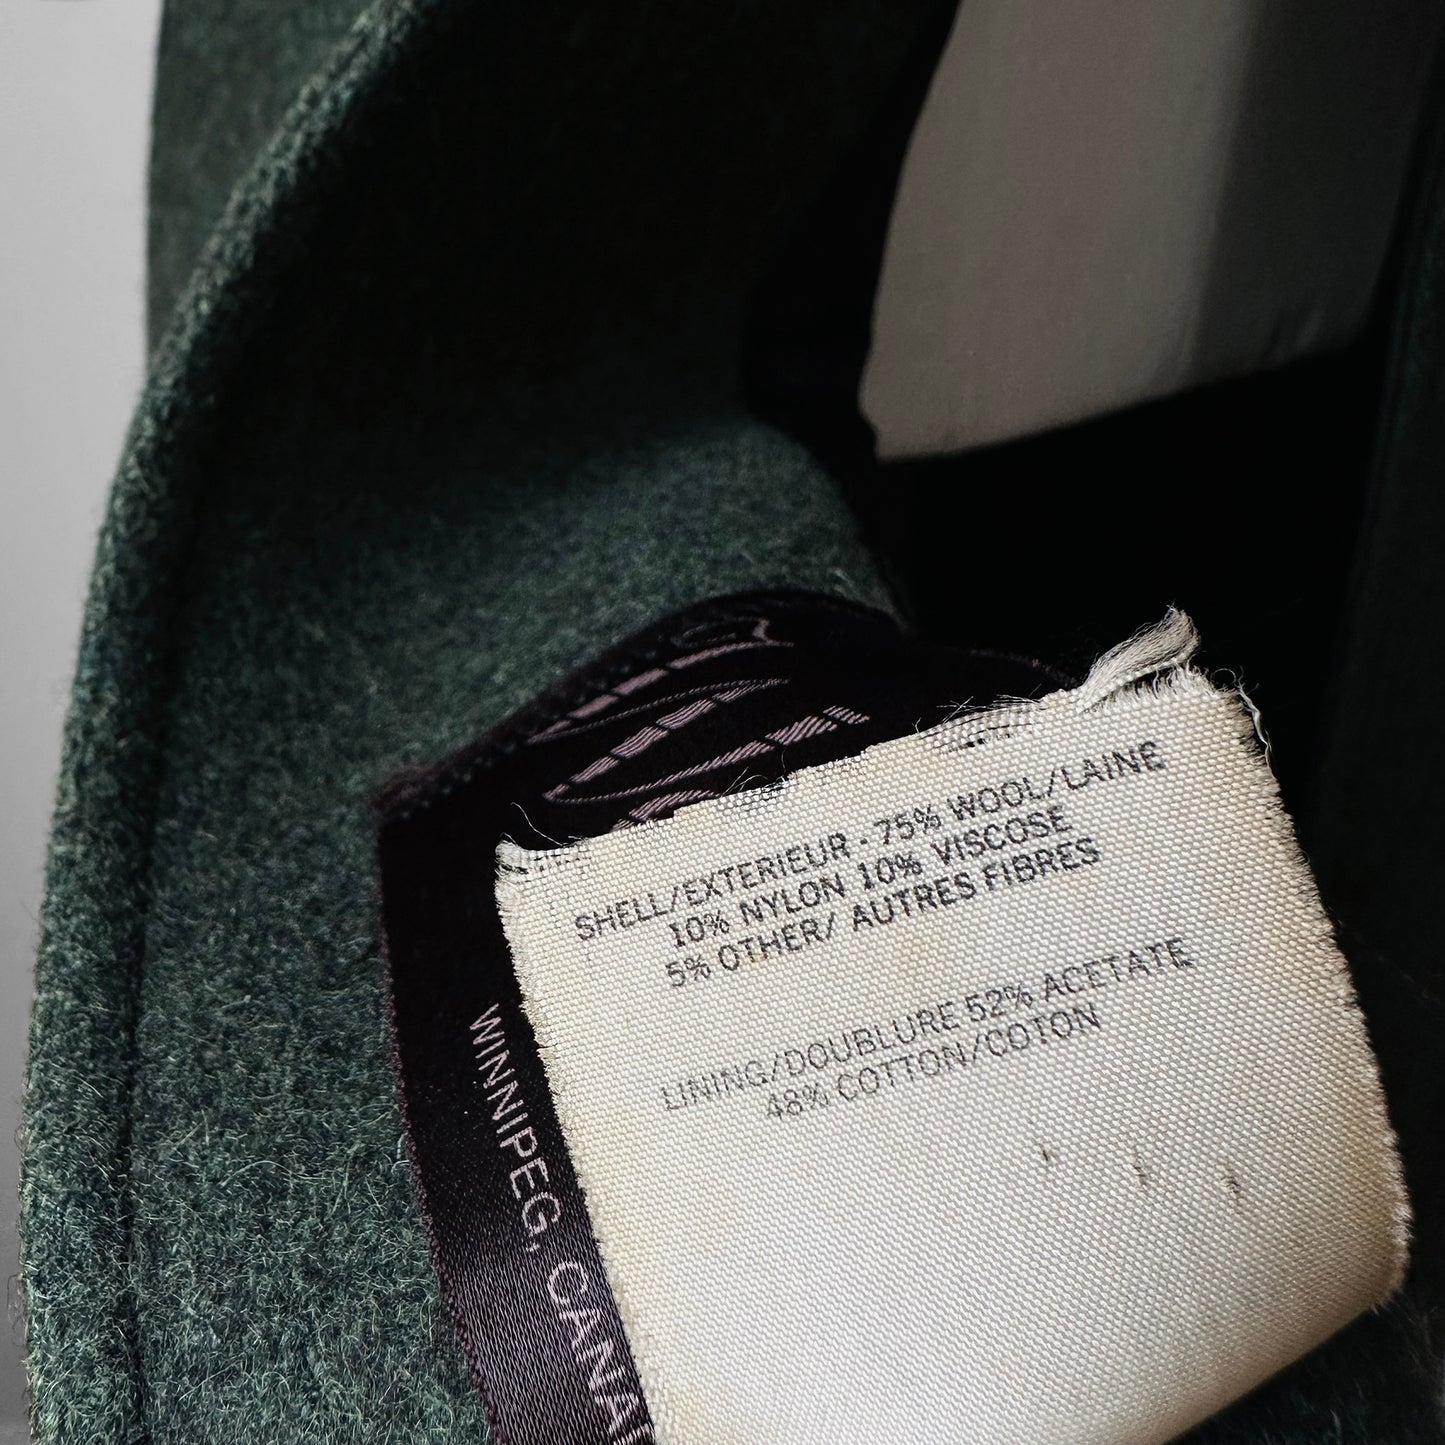 SHELL/EXTERIEUR - 75% WOOL/LAINE
10% NYLON 10% VISCOSE
5% OTHER/ AUTRES FIBRES
LINING/DOUBLURE 52% ACETATE
48% COTTON/COTON
WINNIPEG, CANA